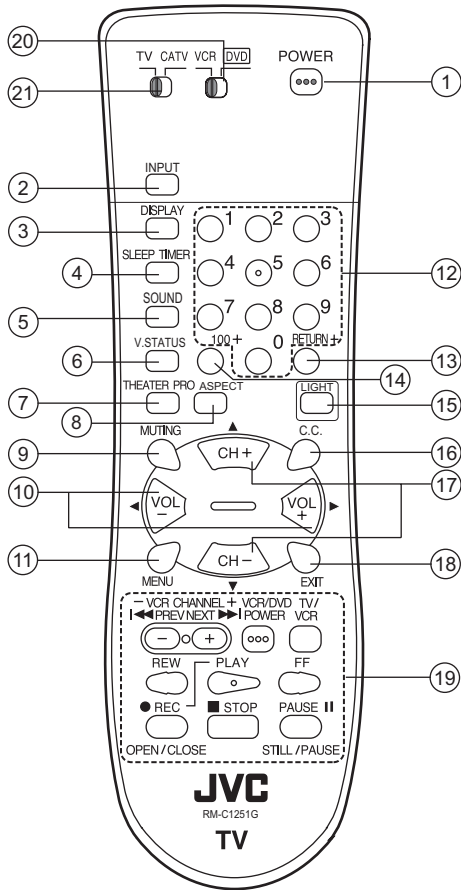 20
TV CATV VCR DVD POWER
21
1
INPUT
2
DISPLAY
3
1 2 3
SLEEP TIMER
4
4 5 6
12
SOUND
5
7 8 9
V.STATUS
6
100+ 0 RETURN+
13
14
THEATER PRO ASPECT
7
8
LIGHT
15
MUTING
9
C.C.
16
CH+
17
10
VOL
–
VOL
+
CH–
11
MENU
EXIT
18
– VCR CHANNEL + VCR/DVD TV/
PREV NEXT POWER VCR
– +
REW PLAY FF
19
REC STOP PAUSE
OPEN/CLOSE STILL/PAUSE
JVC
RM-C1251G
TV